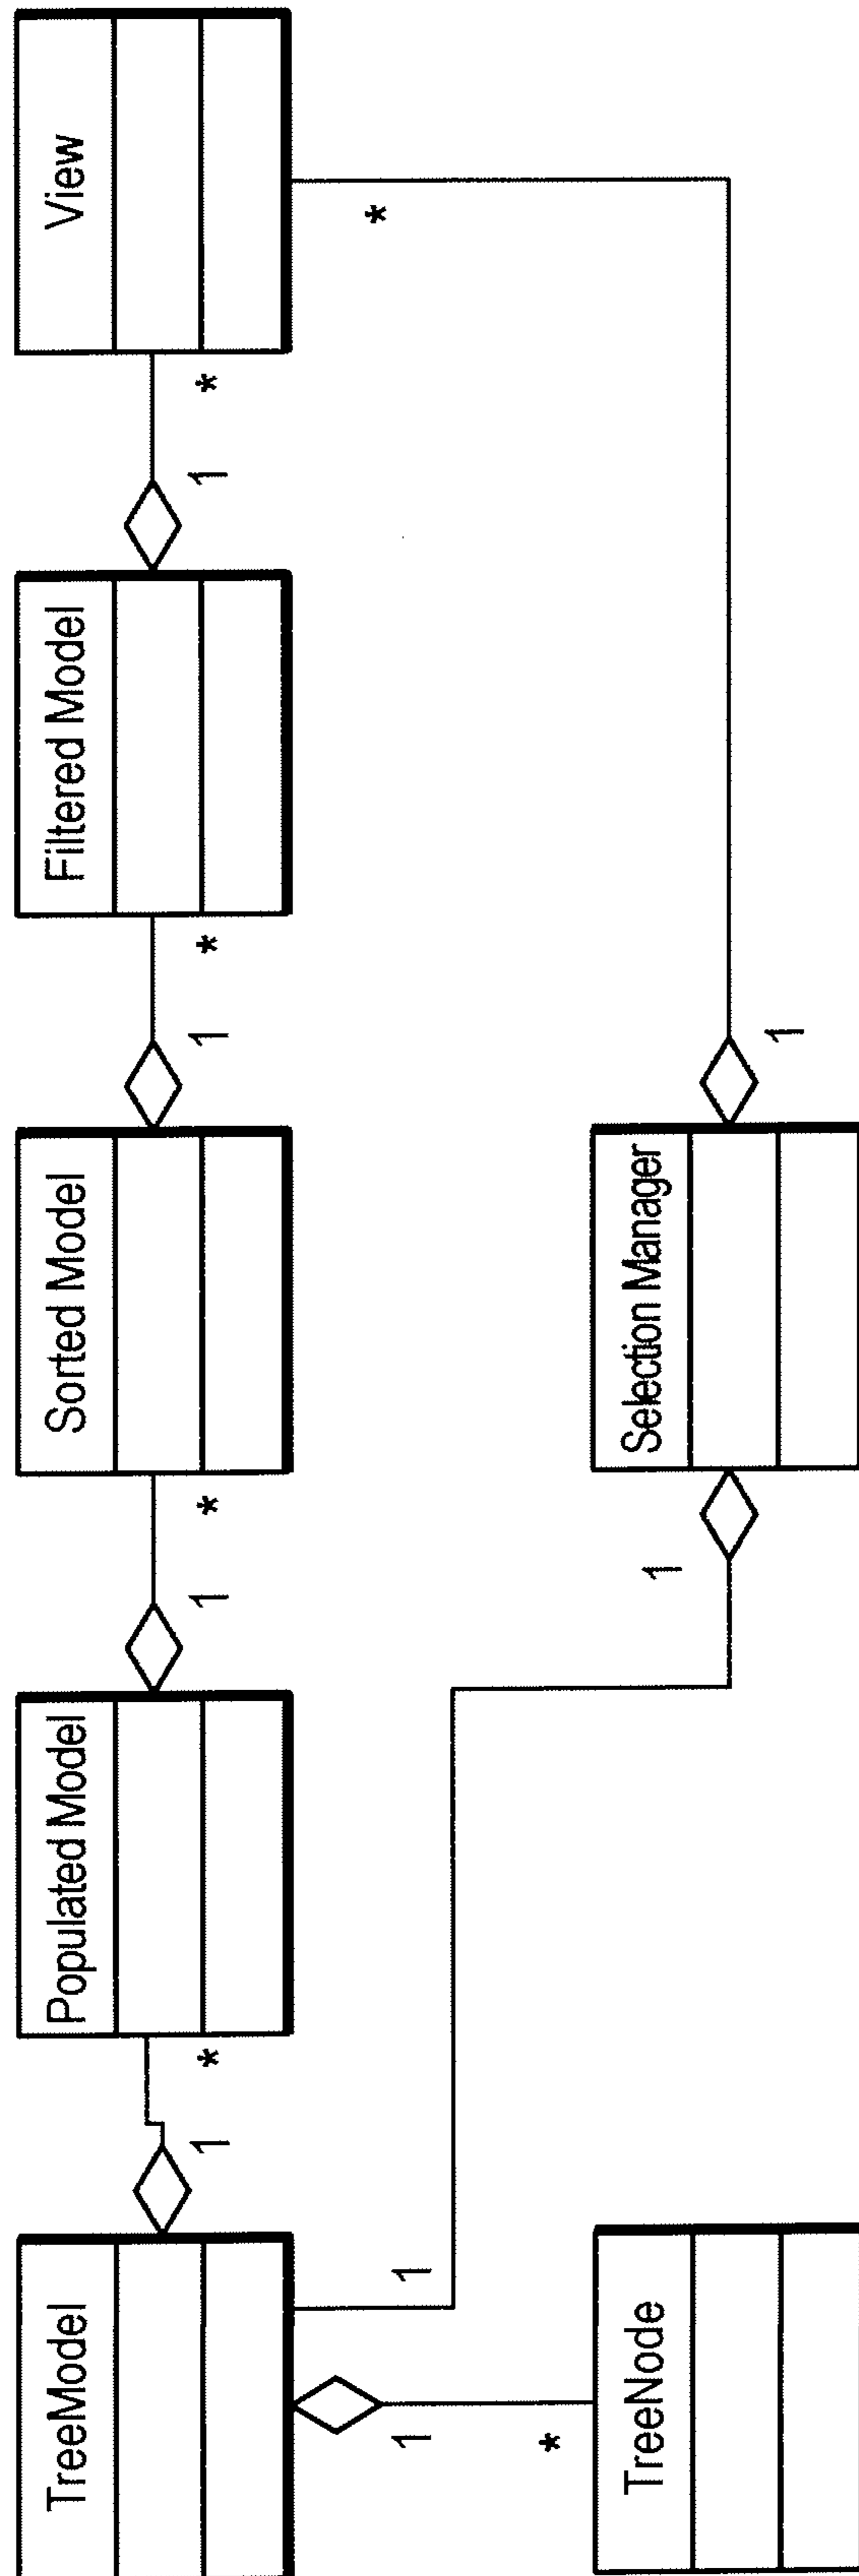 TreeModel
1
*
Populated Model
1
*
Sorted Model
1
*
Filtered Model
1
*
View
1
*
TreeNode
1
1
Selection Manager
1
*